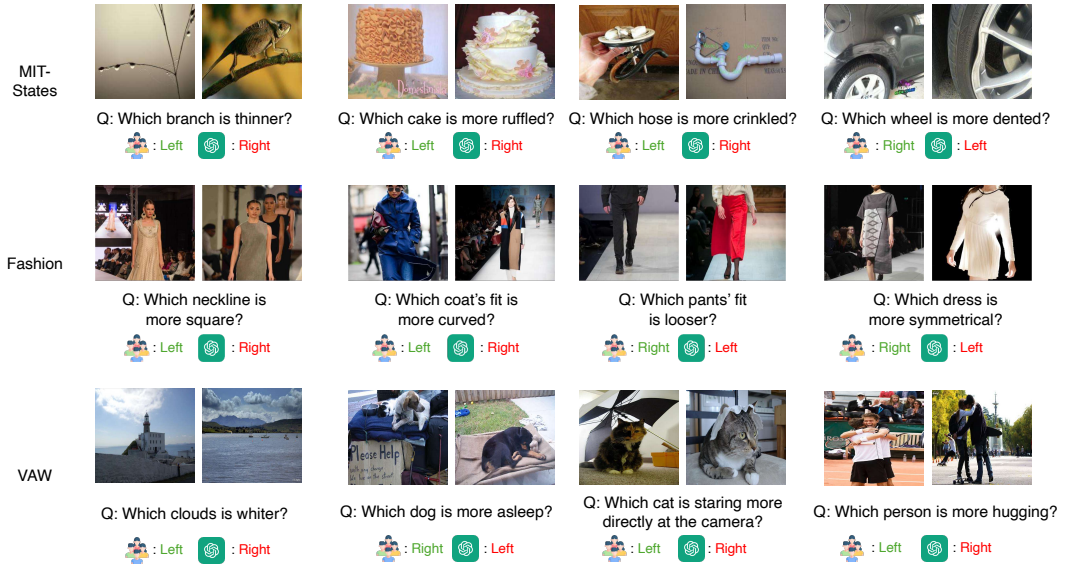 MIT-
States
Domestika
Q: Which branch is thinner?
: Left : Right
Q: Which cake is more ruffled?
: Left : Right
Q: Which hose is more crinkled?
: Left : Right
Q: Which wheel is more dented?
: Right : Left
Fashion
Q: Which neckline is
more square?
: Left : Right
Q: Which coat's fit is
more curved?
: Left : Right
Q: Which pants' fit
is looser?
: Right : Left
Q: Which dress is
more symmetrical?
: Right : Left
VAW
Please Help
Q: Which clouds is whiter?
: Left : Right
Q: Which dog is more asleep?
: Right : Left
Q: Which cat is staring more
directly at the camera?
: Left : Right
Q: Which person is more hugging?
: Left : Right